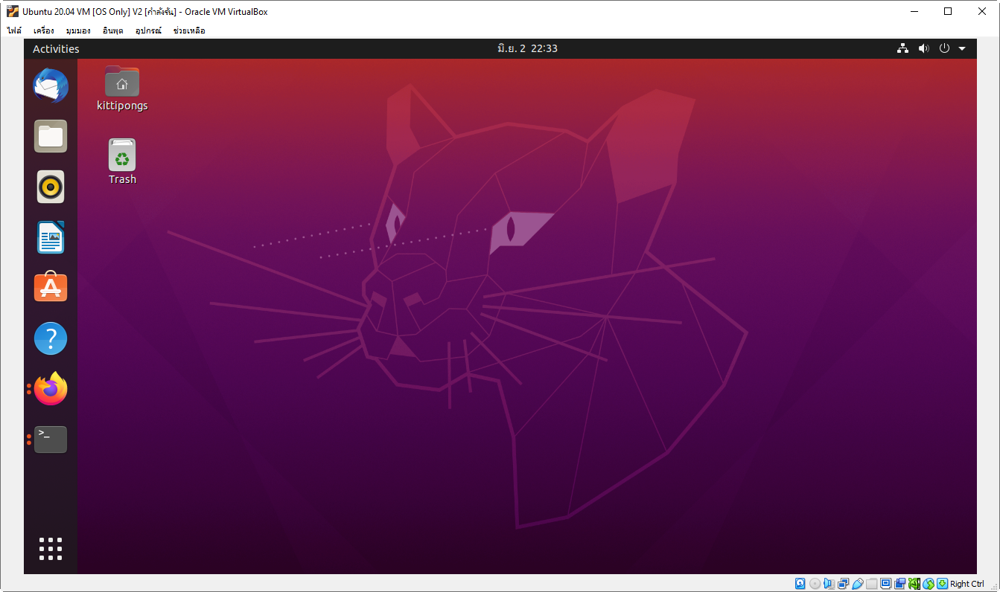 Ubuntu 20.04 VM [OS Only] V2 [กำลังรัน] - Oracle VM VirtualBox
ไฟล์ เครื่อง มุมมอง อินพุต อุปกรณ์ ช่วยเหลือ
Activities มิ.ย. 2 22:33
kittipongs
Trash
>_
Right Ctrl